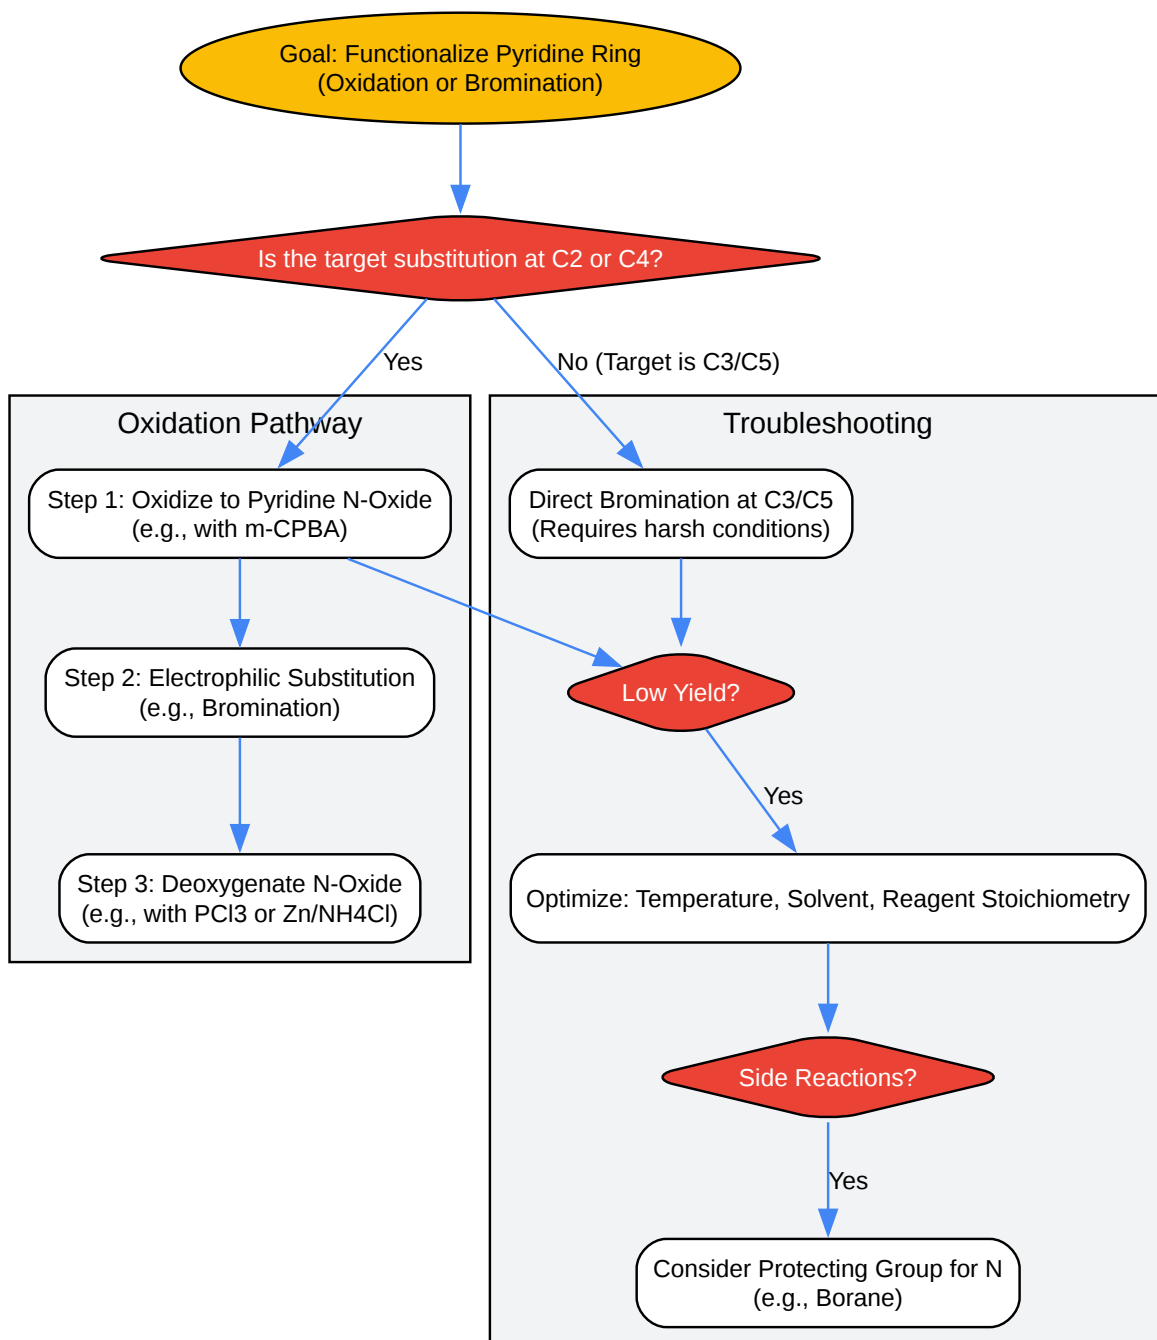 Goal: Functionalize Pyridine Ring
(Oxidation or Bromination)
Is the target substitution at C2 or C4?
Yes
No (Target is C3/C5)
Oxidation Pathway
Step 1: Oxidize to Pyridine N-Oxide
(e.g., with m-CPBA)
Step 2: Electrophilic Substitution
(e.g., Bromination)
Step 3: Deoxygenate N-Oxide
(e.g., with PCl3 or Zn/NH4Cl)
Troubleshooting
Direct Bromination at C3/C5
(Requires harsh conditions)
Low Yield?
Yes
Optimize: Temperature, Solvent, Reagent Stoichiometry
Side Reactions?
Yes
Consider Protecting Group for N
(e.g., Borane)